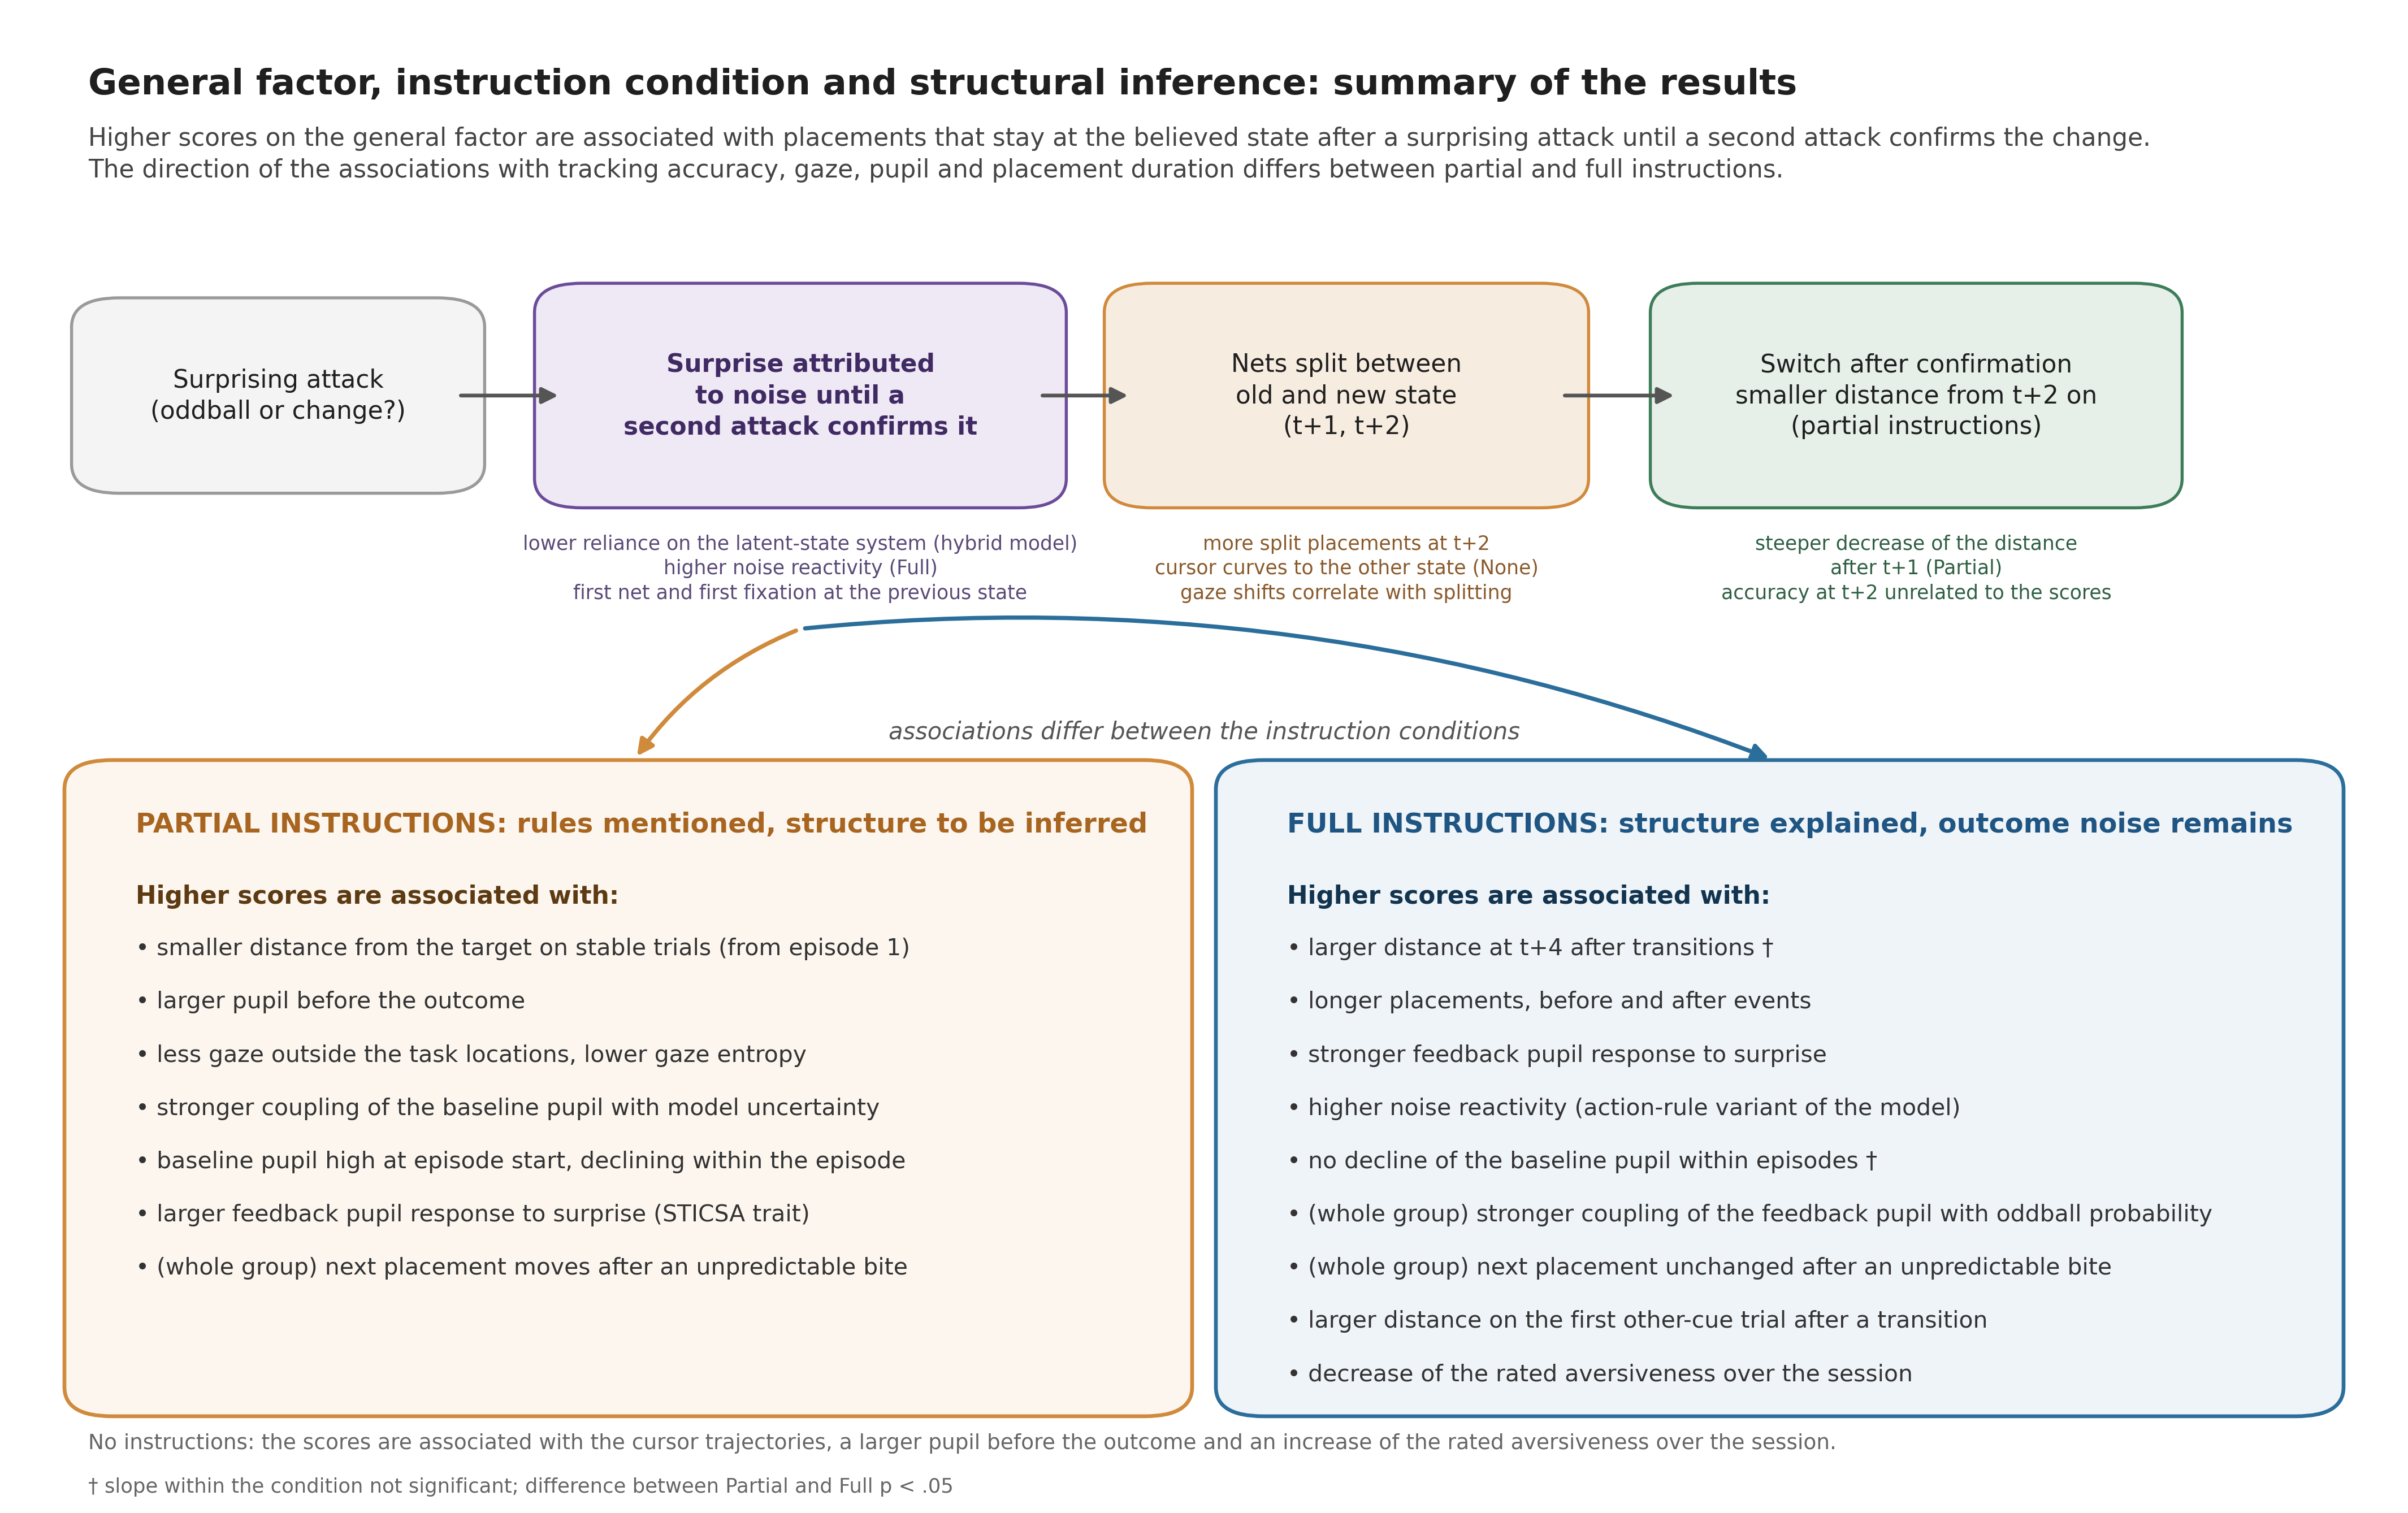 General factor, instruction condition and structural inference: summary of the results
Higher scores on the general factor are associated with placements that stay at the believed state after a surprising attack until a second attack confirms the change.
The direction of the associations with tracking accuracy, gaze, pupil and placement duration differs between partial and full instructions.
Surprising attack
(oddball or change?)
Surprise attributed
to noise until a
second attack confirms it
Nets split between
old and new state
(t+1, t+2)
Switch after confirmation
smaller distance from t+2 on
(partial instructions)
lower reliance on the latent-state system (hybrid model)
higher noise reactivity (Full)
first net and first fixation at the previous state
more split placements at t+2
cursor curves to the other state (None)
gaze shifts correlate with splitting
steeper decrease of the distance
after t+1 (Partial)
accuracy at t+2 unrelated to the scores
associations differ between the instruction conditions
PARTIAL INSTRUCTIONS: rules mentioned, structure to be inferred
Higher scores are associated with:
• smaller distance from the target on stable trials (from episode 1)
• larger pupil before the outcome
• less gaze outside the task locations, lower gaze entropy
• stronger coupling of the baseline pupil with model uncertainty
• baseline pupil high at episode start, declining within the episode
• larger feedback pupil response to surprise (STICSA trait)
• (whole group) next placement moves after an unpredictable bite
FULL INSTRUCTIONS: structure explained, outcome noise remains
Higher scores are associated with:
• larger distance at t+4 after transitions †
• longer placements, before and after events
• stronger feedback pupil response to surprise
• higher noise reactivity (action-rule variant of the model)
• no decline of the baseline pupil within episodes †
• (whole group) stronger coupling of the feedback pupil with oddball probability
• (whole group) next placement unchanged after an unpredictable bite
• larger distance on the first other-cue trial after a transition
• decrease of the rated aversiveness over the session
No instructions: the scores are associated with the cursor trajectories, a larger pupil before the outcome and an increase of the rated aversiveness over the session.
† slope within the condition not significant; difference between Partial and Full p < .05